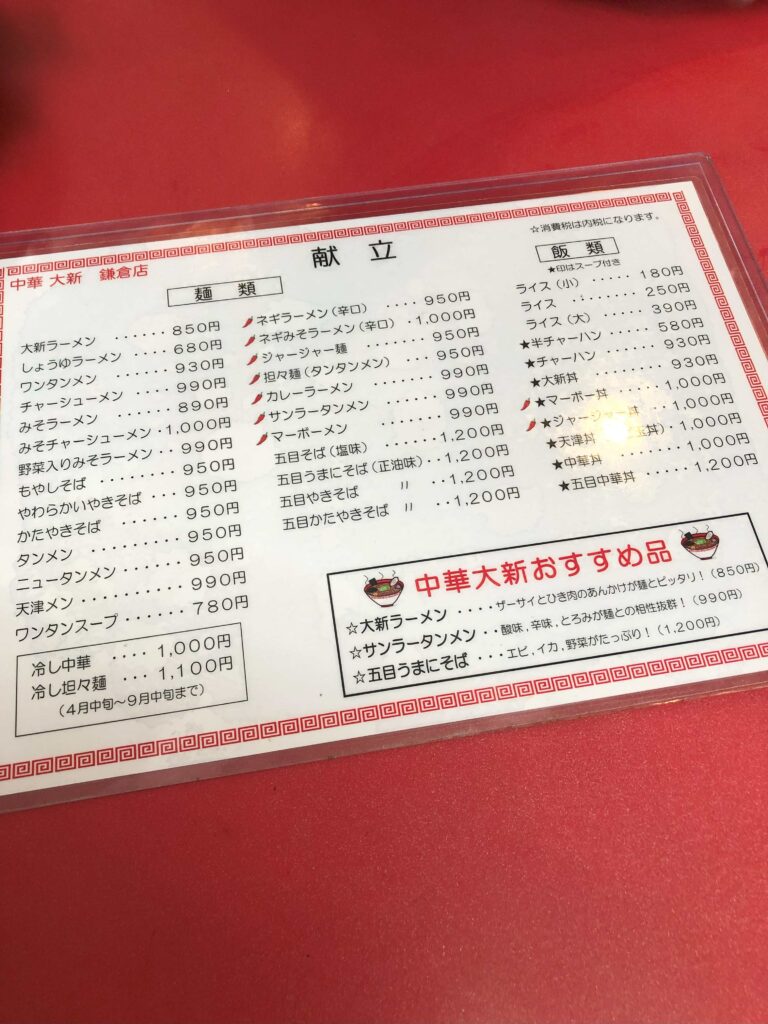 献 立
☆消費税は内税になります。
中華 大新 鎌倉店
麺 類
大新ラーメン ······ 850円
しょうゆラーメン ·· 680円
ワンタンメン ······ 930円
チャーシューメン ··· 990円
みそラーメン ······ 890円
みそチャーシューメン ·1,000円
野菜入りみそラーメン ·· 990円
もやしそば ······· 950円
やわらかいやきそば ··· 950円
かたやきそば ······ 950円
タンメン ········ 950円
ニュータンメン ····· 950円
天津メン ········ 990円
ワンタンスープ ····· 780円
冷し中華 ···· 1,000円
冷し坦々麺 ··· 1,100円
(4月中旬～9月中旬まで)
ネギラーメン(辛口) ···· 950円
ネギみそラーメン(辛口) ·1,000円
ジャージャー麺 ······· 950円
坦々麺(タンタンメン) ··· 950円
カレーラーメン ······· 990円
サンラータンメン ······ 990円
マーボーメン ········ 990円
五目そば(塩味) ····1,200円
五目うまにそば(正油味) ··1,200円
五目やきそば 〃 ···1,200円
五目かたやきそば 〃 ··1,200円
飯 類
★印はスープ付き
ライス(小) ····· 180円
ライス ······· 250円
ライス(大) ···· 390円
★半チャーハン ···· 580円
★チャーハン ····· 930円
★大新丼 ······· 930円
★マーボー丼 ···· 1,000円
★ジャージャー丼 ·· 1,000円
★天津丼 丼) ·· 1,000円
★中華丼 ······ 1,000円
★五目中華丼 ···· 1,200円
中華大新おすすめ品
☆大新ラーメン ····ザーサイとひき肉のあんかけが麺とピッタリ！(850円)
☆サンラータンメン ··酸味,辛味,とろみが麺との相性抜群！(990円)
☆五目うまにそば ···エビ,イカ,野菜がたっぷり！(1,200円)